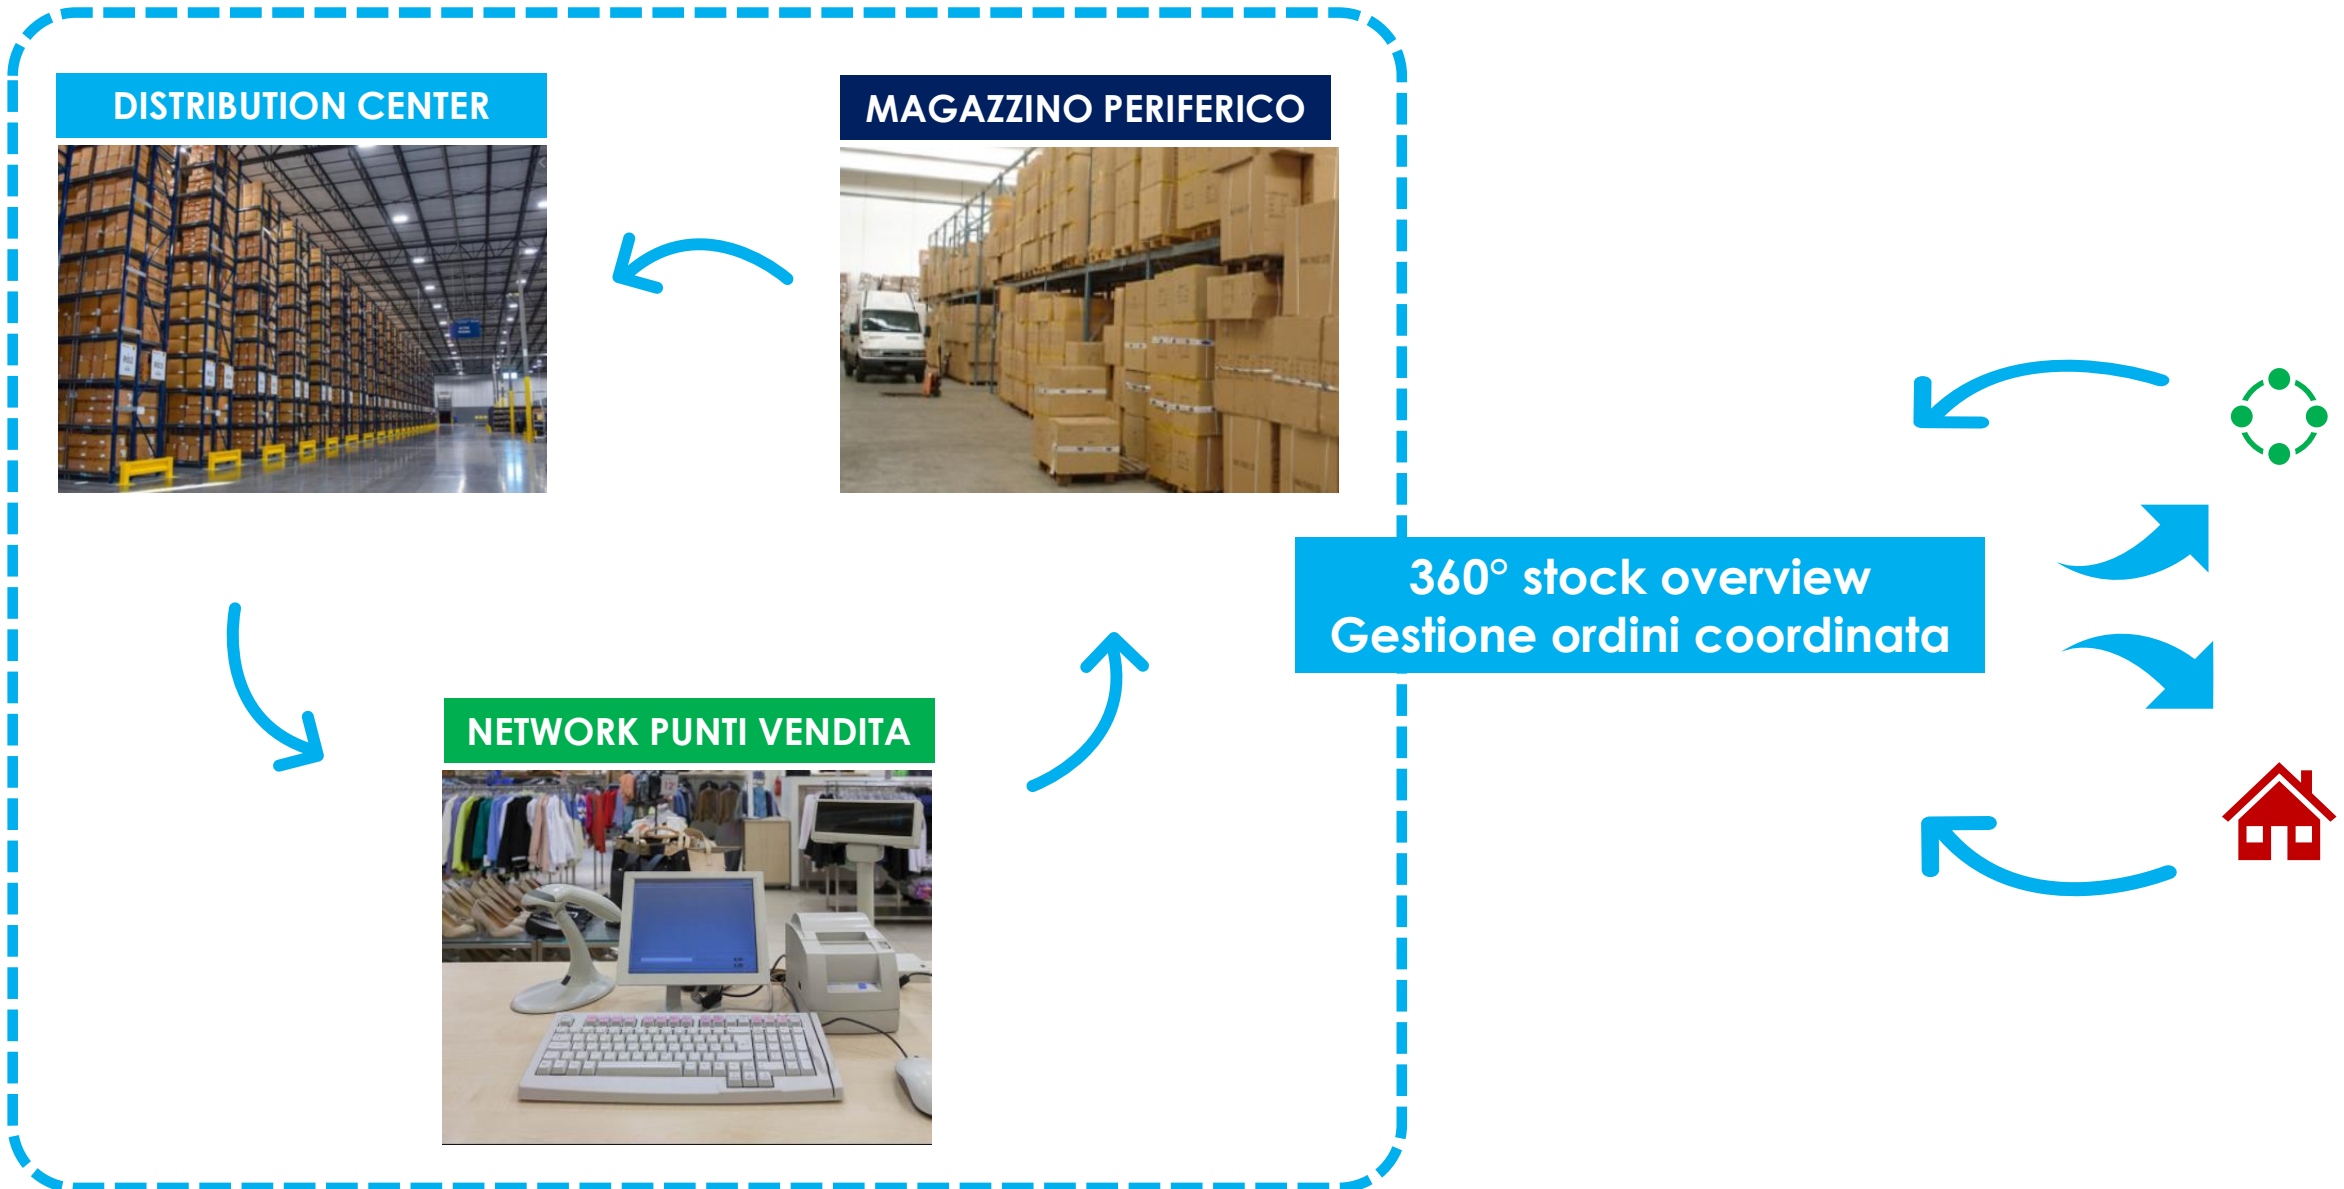 DISTRIBUTION CENTER
MAGAZZINO PERIFERICO
360° stock overview
Gestione ordini coordinata
NETWORK PUNTI VENDITA